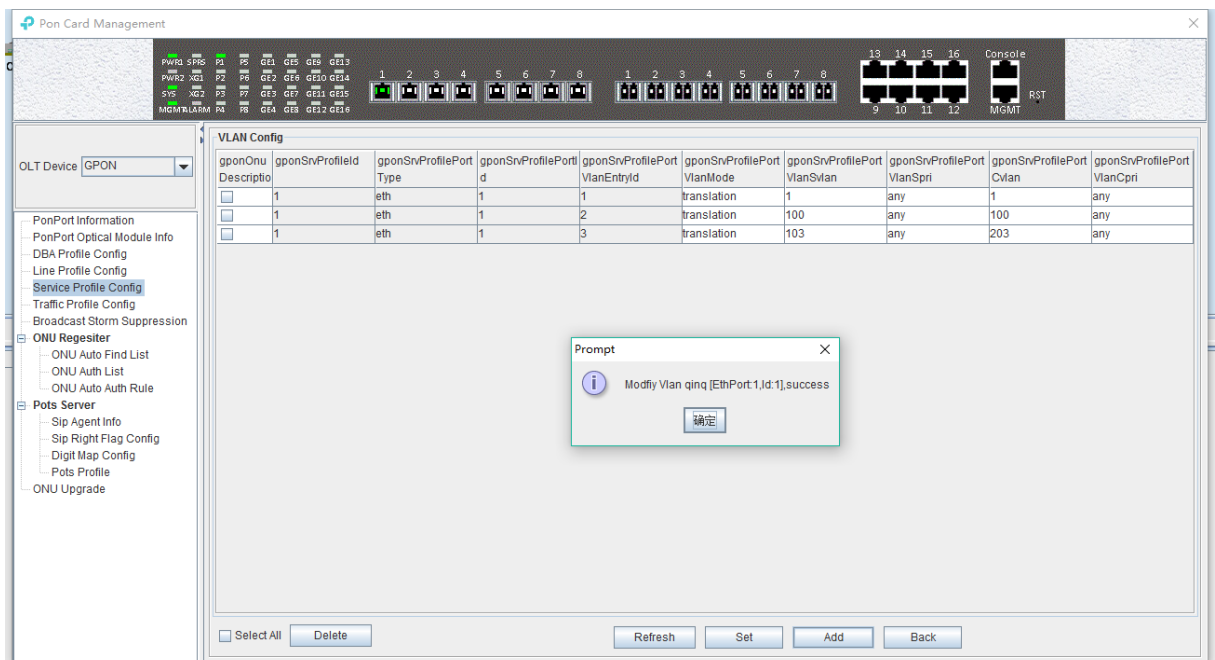 Pon Card Management
PWR1 SPRS P1 P5 GE1 GE5 GE9 GE13
PWR2 XG1 P2 P6 GE2 GE6 GE10 GE14
SYS XG2 P3 P7 GE3 GE7 GE11 GE15
MGMT ALARM P4 P8 GE4 GE8 GE12 GE16
1 2 3 4 5 6 7 8 1 2 3 4 5 6 7 8
13 14 15 16 Console
9 10 11 12 MGMT
RST
OLT Device GPON
PonPort Information
PonPort Optical Module Info
DBA Profile Config
Line Profile Config
Service Profile Config
Traffic Profile Config
Broadcast Storm Suppression
ONU Regesiter
ONU Auto Find List
ONU Auth List
ONU Auto Auth Rule
Pots Server
Sip Agent Info
Sip Right Flag Config
Digit Map Config
Pots Profile
ONU Upgrade
VLAN Config
gponOnu gponSrvProfileId gponSrvProfilePort gponSrvProfilePortI gponSrvProfilePort gponSrvProfilePort gponSrvProfilePort gponSrvProfilePort gponSrvProfilePort gponSrvProfilePort
Descriptio Type d VlanEntryId VlanMode VlanSvlan VlanSpri Cvlan VlanCpri
1 eth 1 1 translation 1 any 1 any
1 eth 1 2 translation 100 any 100 any
1 eth 1 3 translation 103 any 203 any
Prompt
Modfiy Vlan qinq [EthPort:1,Id:1],success
确定
Select All Delete Refresh Set Add Back